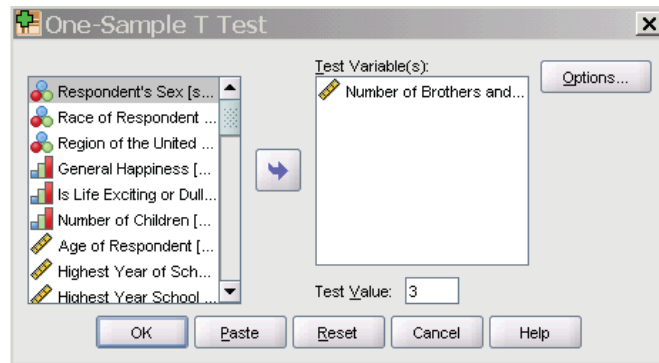 One-Sample T Test
Respondent's Sex [s...
Race of Respondent ...
Region of the United ...
General Happiness [...
Is Life Exciting or Dull...
Number of Children [...
Age of Respondent [...
Highest Year of Sch...
Highest Year School ...
Test Variable(s):
Number of Brothers and...
Options...
Test Value: 3
OK Paste Reset Cancel Help